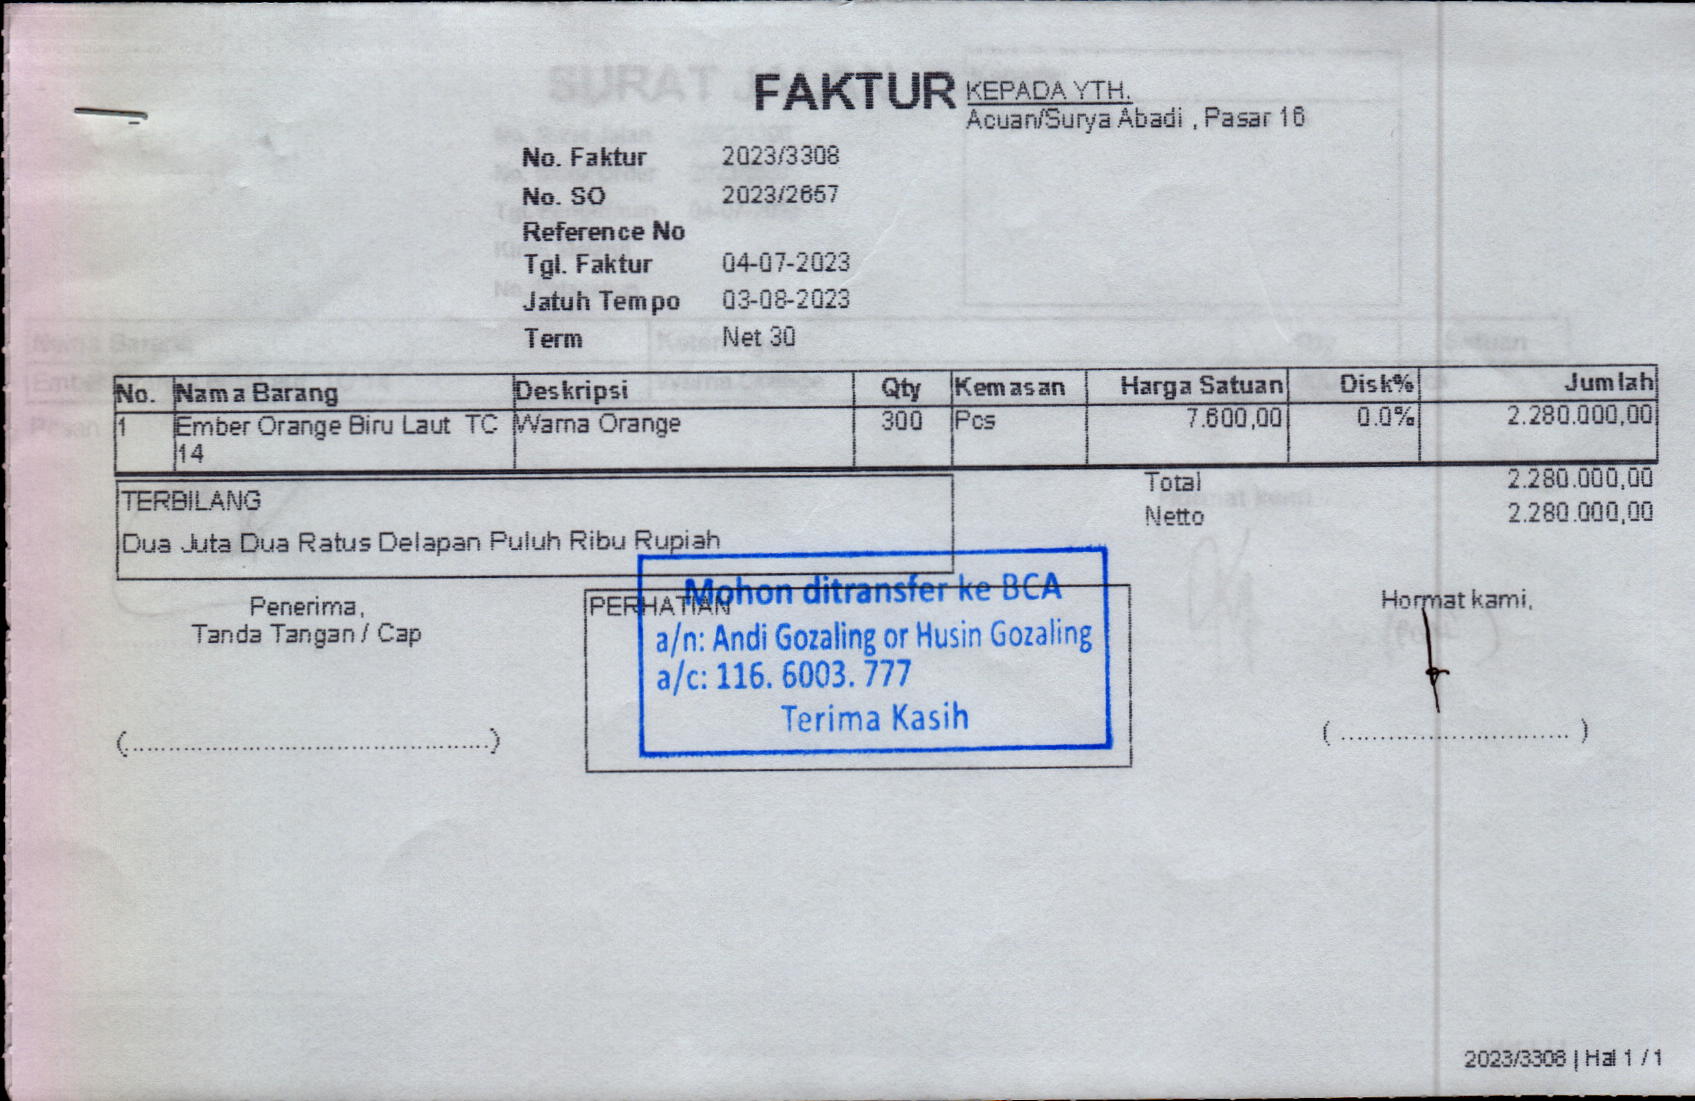 FAKTUR
KEPADA YTH.
Acuan/Surya Abadi , Pasar 16
No. Faktur 2023/3308
No. SO 2023/2657
Reference No
Tgl. Faktur 04-07-2023
Jatuh Tempo 03-08-2023
Term Net 30
No. Nama Barang Deskripsi Qty Kemasan Harga Satuan Disk% Jumlah
1 Ember Orange Biru Laut TC Warna Orange 300 Pcs 7.600,00 0.0% 2.280.000,00
14
Total 2.280.000,00
Netto 2.280.000,00
TERBILANG
Dua Juta Dua Ratus Delapan Puluh Ribu Rupiah
Penerima,
Tanda Tangan / Cap
(.............................................)
PERHATIAN
Mohon ditransfer ke BCA
a/n: Andi Gozaling or Husin Gozaling
a/c: 116. 6003. 777
Terima Kasih
Hormat kami,
( ............................. )
2023/3308 | Hal 1 / 1